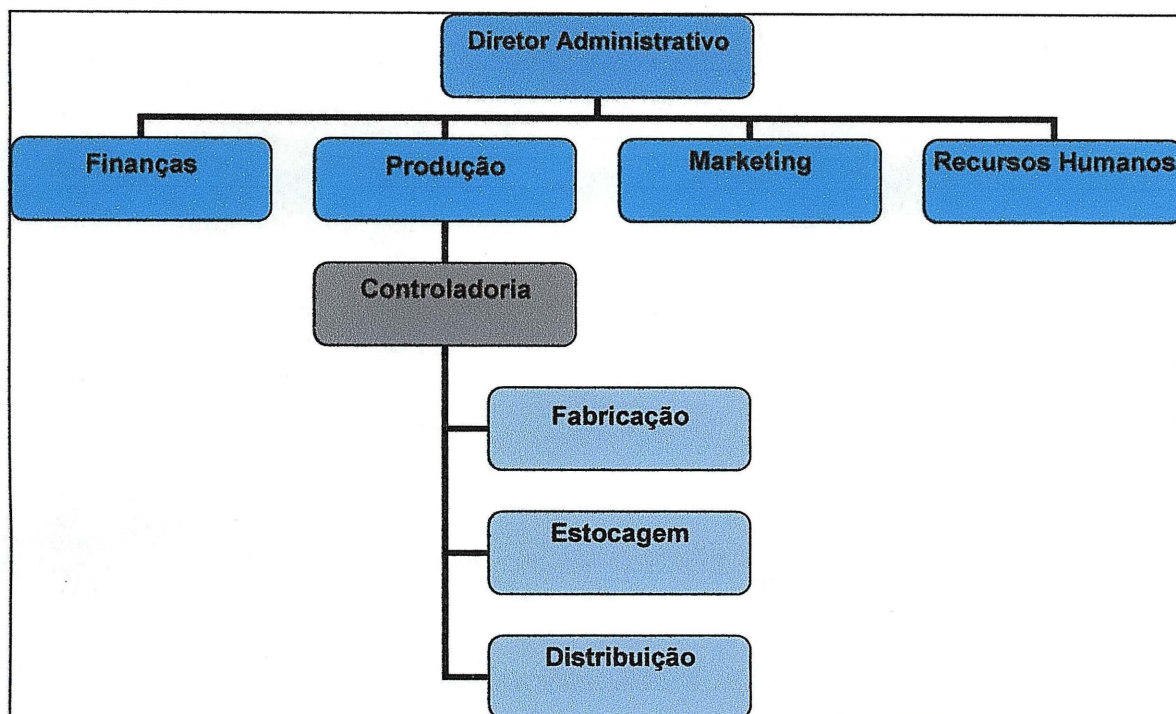 Diretor Administrativo
Finanças
Produção
Marketing
Recursos Humanos
Controladoria
Fabricação
Estocagem
Distribuição